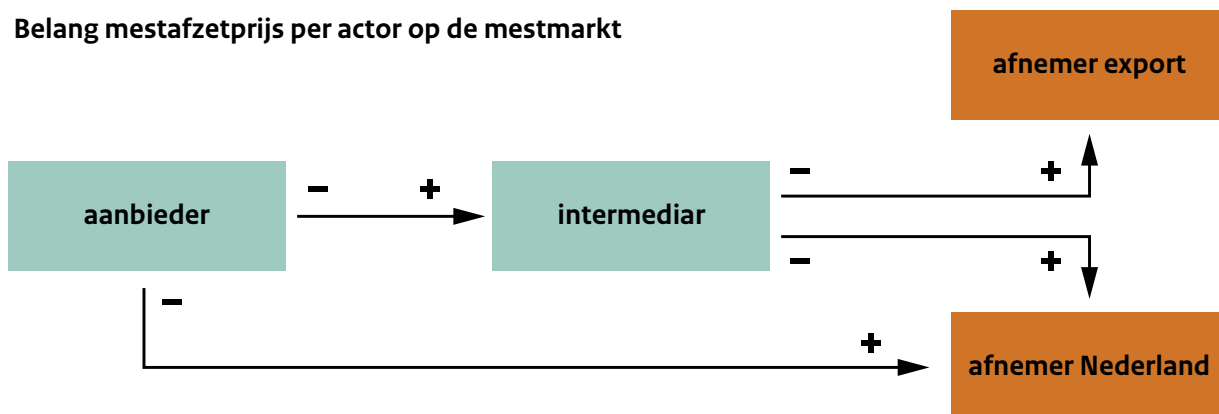 Belang mestafzetprijs per actor op de mestmarkt
afnemer export
− +
− +
aanbieder
intermediar
− +
−
+
afnemer Nederland